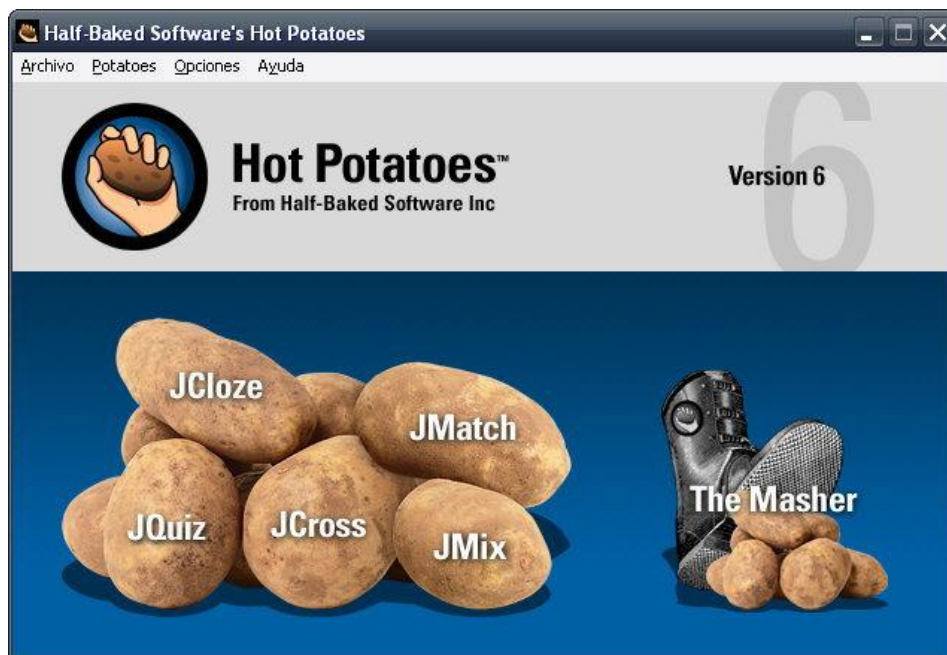 Half-Baked Software's Hot Potatoes
Archivo Potatoes Opciones Ayuda
Hot Potatoes™
From Half-Baked Software Inc
6
Version 6
JCloze
JMatch
JQuiz
JCross
JMix
The Masher